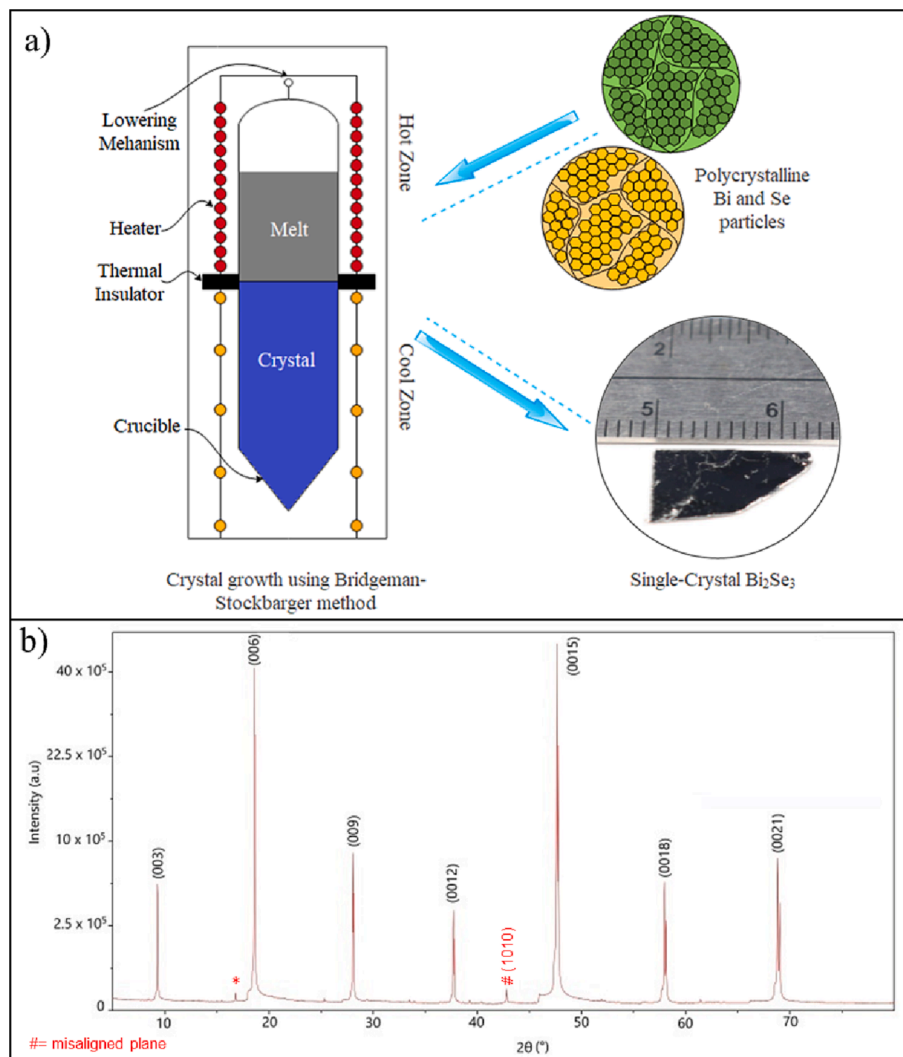 a)
Lowering
Mehanism
Heater
Thermal
Insulator
Crucible
Melt
Crystal
Hot Zone
Cool Zone
Polycrystalline
Bi and Se
particles
2
5
6
Crystal growth using Bridgeman-
Stockbarger method
Single-Crystal Bi₂Se₃
b)
Intensity (a.u)
40 x 10⁵
22.5 x 10⁵
10 x 10⁵
2.5 x 10⁵
0
(003)
*
(006)
(009)
(0012)
# (1010)
(0015)
(0018)
(0021)
10
20
30
40
50
60
70
2θ (°)
#= misaligned plane